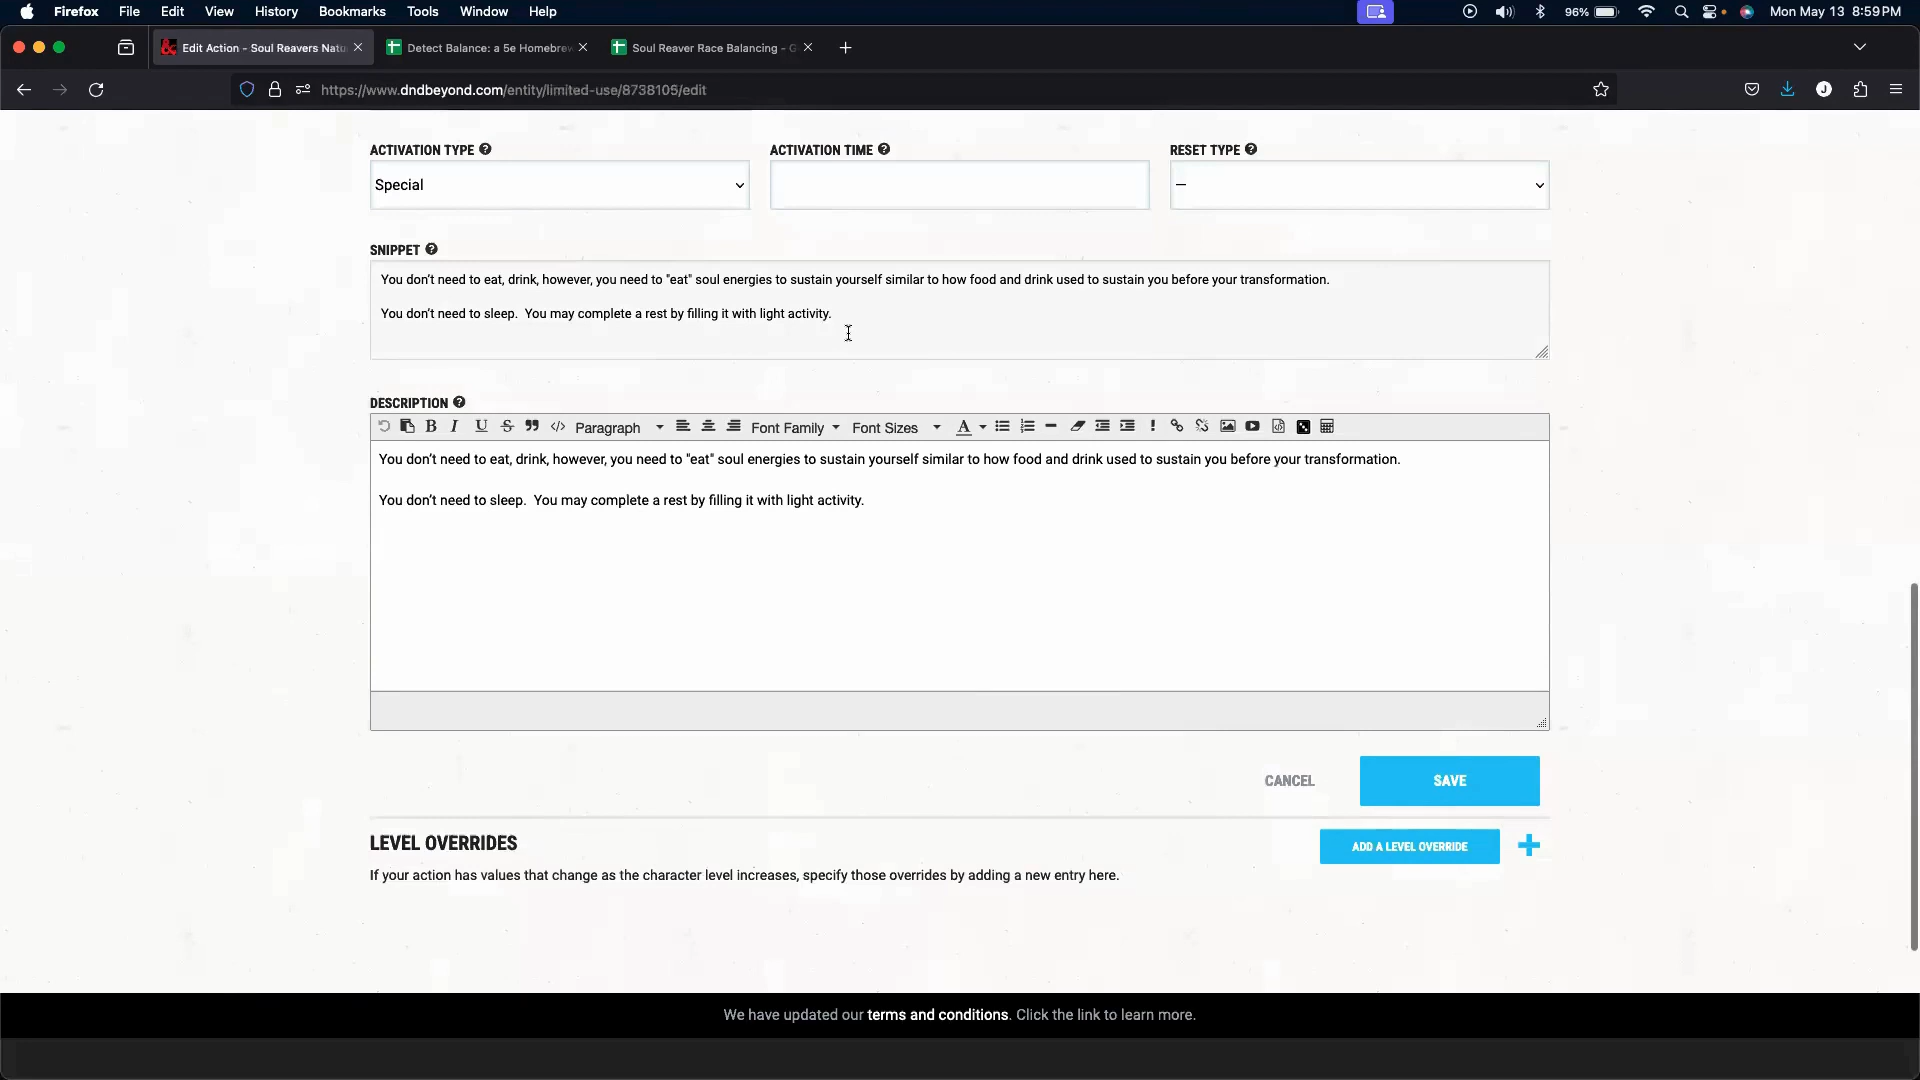 Firefox File Edit View History Bookmarks Tools Window Help 96% Mon May 13 8:59 PM
Edit Action - Soul Reavers Natu
Detect Balance: a 5e Homebrew
Soul Reaver Race Balancing - G
https://www.dndbeyond.com/entity/limited-use/8738105/edit
J
ACTIVATION TYPE ACTIVATION TIME RESET TYPE
Special —
SNIPPET
You don't need to eat, drink, however, you need to "eat" soul energies to sustain yourself similar to how food and drink used to sustain you before your transformation.
You don't need to sleep. You may complete a rest by filling it with light activity.
DESCRIPTION
Paragraph Font Family Font Sizes
You don't need to eat, drink, however, you need to "eat" soul energies to sustain yourself similar to how food and drink used to sustain you before your transformation.
You don't need to sleep. You may complete a rest by filling it with light activity.
CANCEL SAVE
LEVEL OVERRIDES
ADD A LEVEL OVERRIDE
If your action has values that change as the character level increases, specify those overrides by adding a new entry here.
We have updated our terms and conditions. Click the link to learn more.